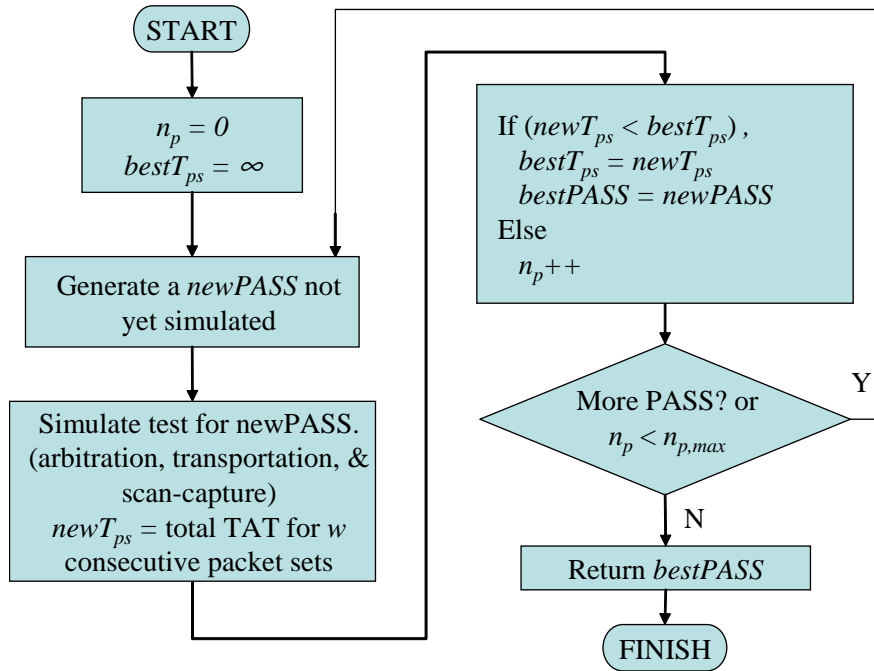 START
n_p = 0
bestT_ps = ∞
Generate a newPASS not
yet simulated
Simulate test for newPASS.
(arbitration, transportation, &
scan-capture)
newT_ps = total TAT for w
consecutive packet sets
If (newT_ps < bestT_ps) ,
bestT_ps = newT_ps
bestPASS = newPASS
Else
n_p++
More PASS? or
n_p < n_p,max
Y
N
Return bestPASS
FINISH